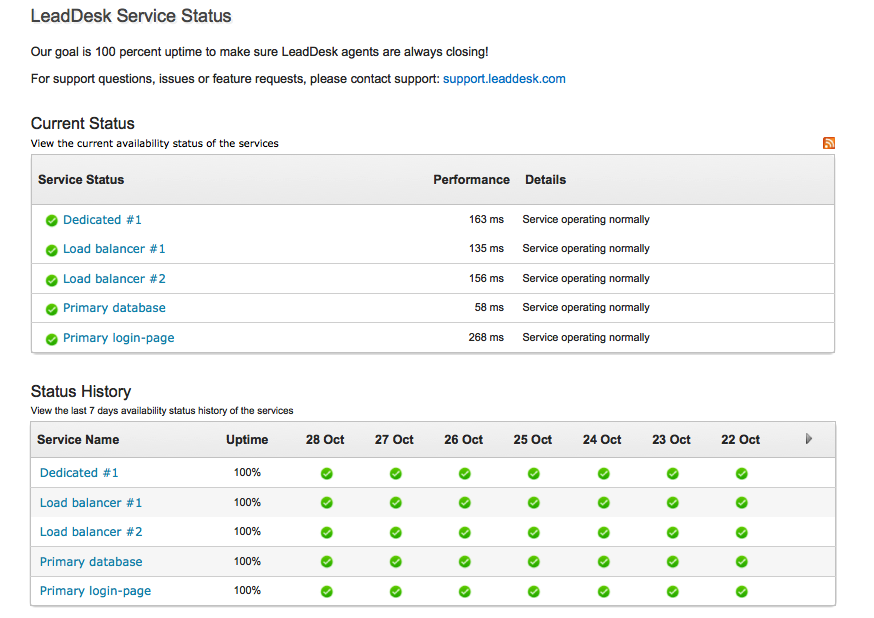 LeadDesk Service Status
Our goal is 100 percent uptime to make sure LeadDesk agents are always closing!
For support questions, issues or feature requests, please contact support: support.leaddesk.com
Current Status
View the current availability status of the services
Service Status Performance Details
Dedicated #1 163 ms Service operating normally
Load balancer #1 135 ms Service operating normally
Load balancer #2 156 ms Service operating normally
Primary database 58 ms Service operating normally
Primary login-page 268 ms Service operating normally
Status History
View the last 7 days availability status history of the services
Service Name Uptime 28 Oct 27 Oct 26 Oct 25 Oct 24 Oct 23 Oct 22 Oct
Dedicated #1 100%
Load balancer #1 100%
Load balancer #2 100%
Primary database 100%
Primary login-page 100%